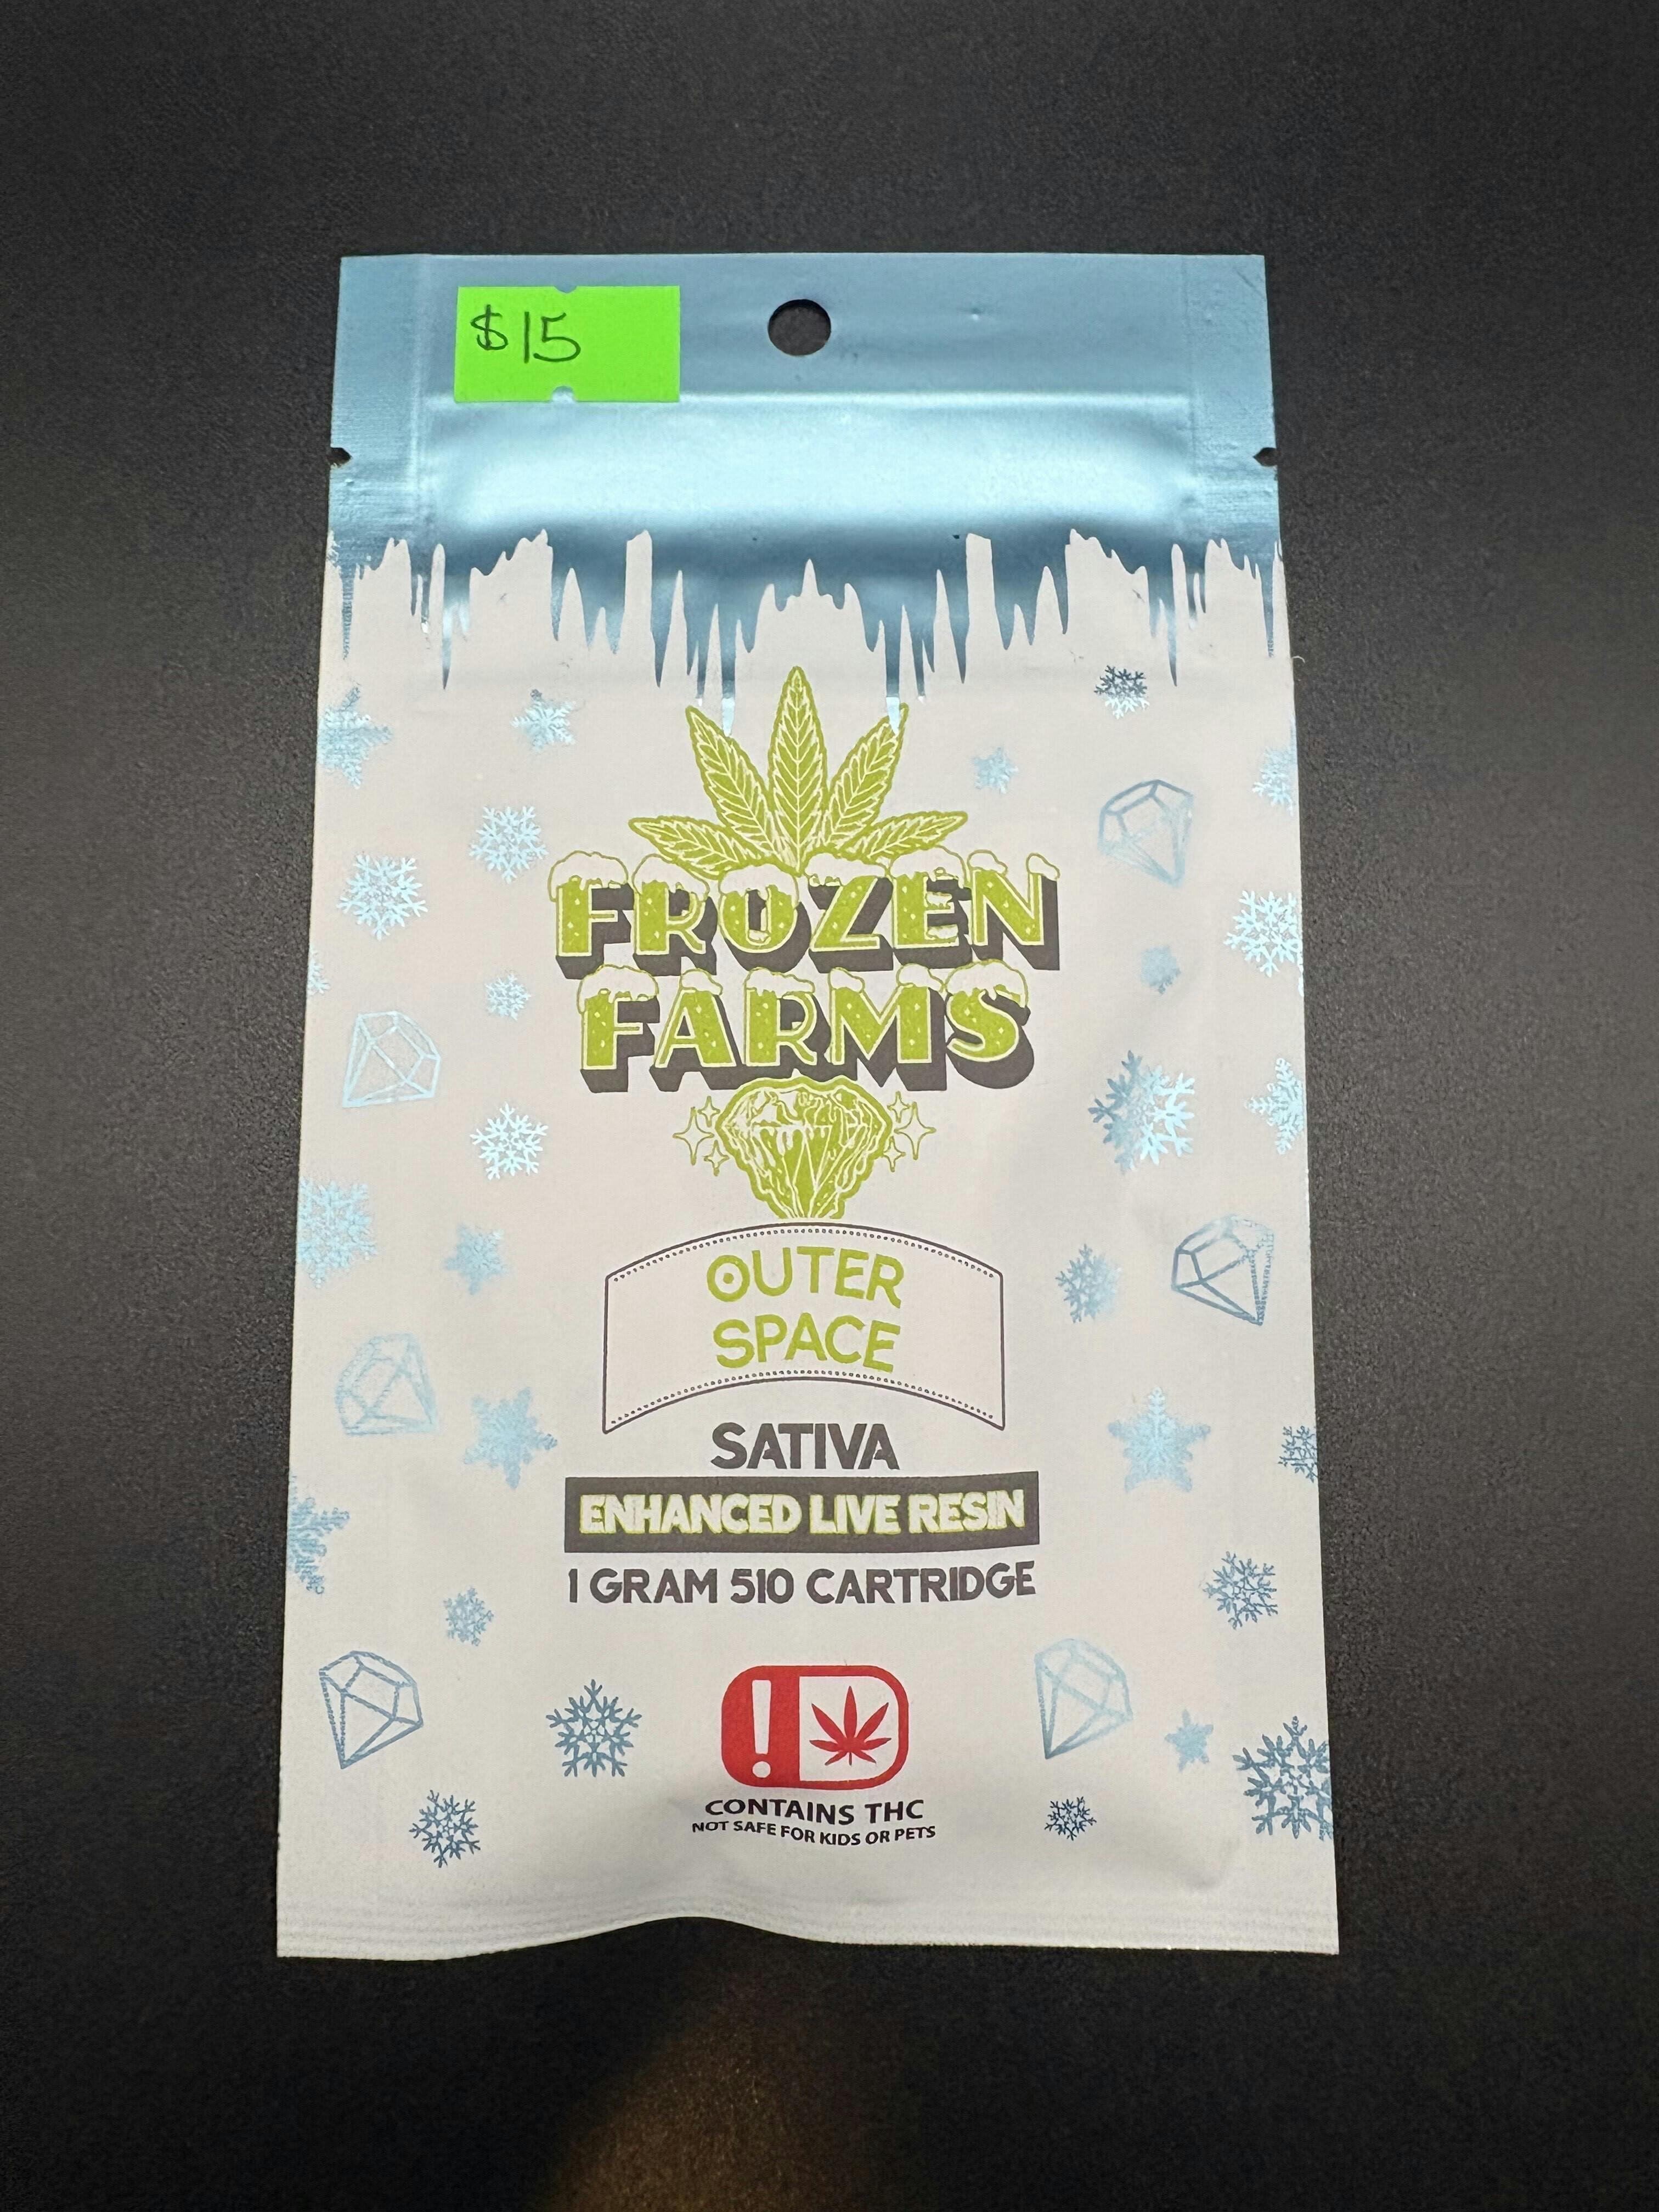 $15
FROZEN
FARMS
OUTER
SPACE
SATIVA
ENHANCED LIVE RESIN
1 GRAM 510 CARTRIDGE
!
CONTAINS THC
NOT SAFE FOR KIDS OR PETS